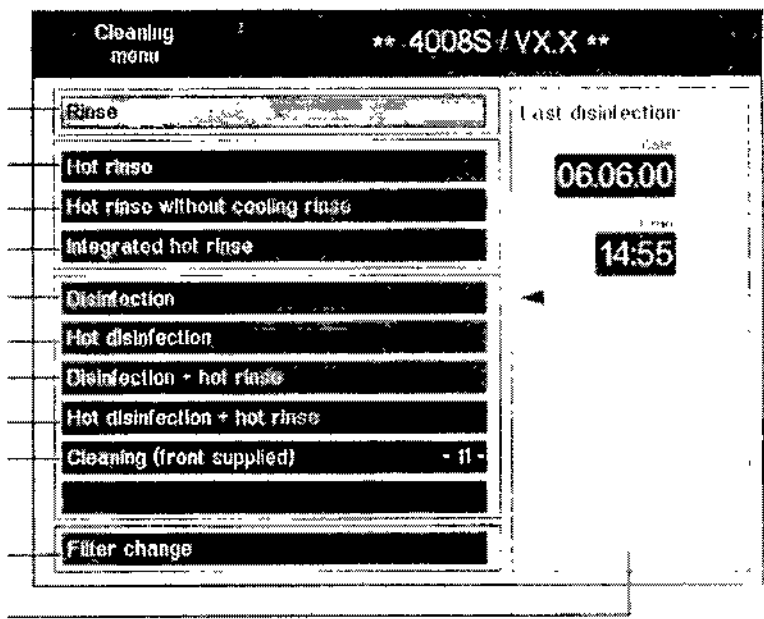 Cleaning
menu
** 4008S / VX.X **
Rinse
Hot rinse
Hot rinse without cooling rinse
Integrated hot rinse
Disinfection
Hot disinfection
Disinfection + hot rinse
Hot disinfection + hot rinse
Cleaning (front supplied)
Filter change
Last disinfection:
06.06.00
14:55